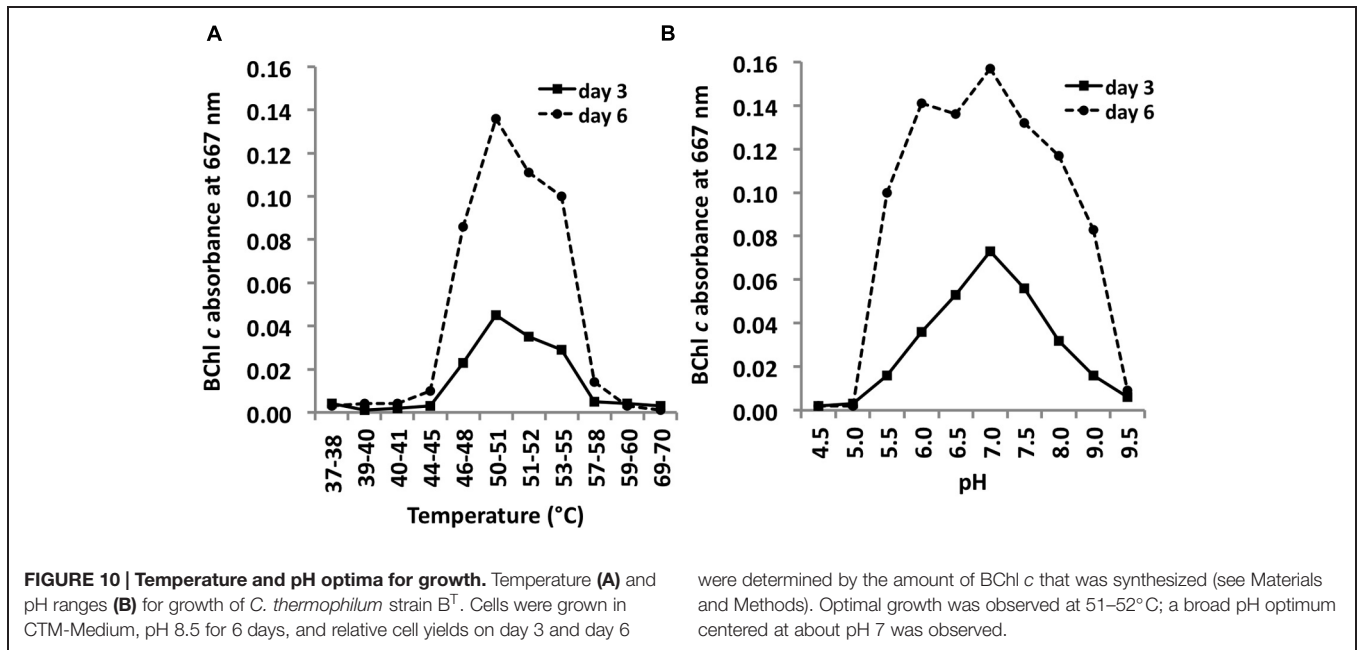 A
0.16
0.14
0.12
0.10
0.08
0.06
0.04
0.02
0.00
BChl c absorbance at 667 nm
day 3
day 6
37-38
39-40
40-41
44-45
46-48
50-51
51-52
53-55
57-58
59-60
69-70
Temperature (°C)
B
0.16
0.14
0.12
0.10
0.08
0.06
0.04
0.02
0.00
BChl c absorbance at 667 nm
day 3
day 6
4.5
5.0
5.5
6.0
6.5
7.0
7.5
8.0
9.0
9.5
pH
FIGURE 10 | Temperature and pH optima for growth. Temperature (A) and
pH ranges (B) for growth of C. thermophilum strain Bᵀ. Cells were grown in
CTM-Medium, pH 8.5 for 6 days, and relative cell yields on day 3 and day 6
were determined by the amount of BChl c that was synthesized (see Materials
and Methods). Optimal growth was observed at 51–52°C; a broad pH optimum
centered at about pH 7 was observed.